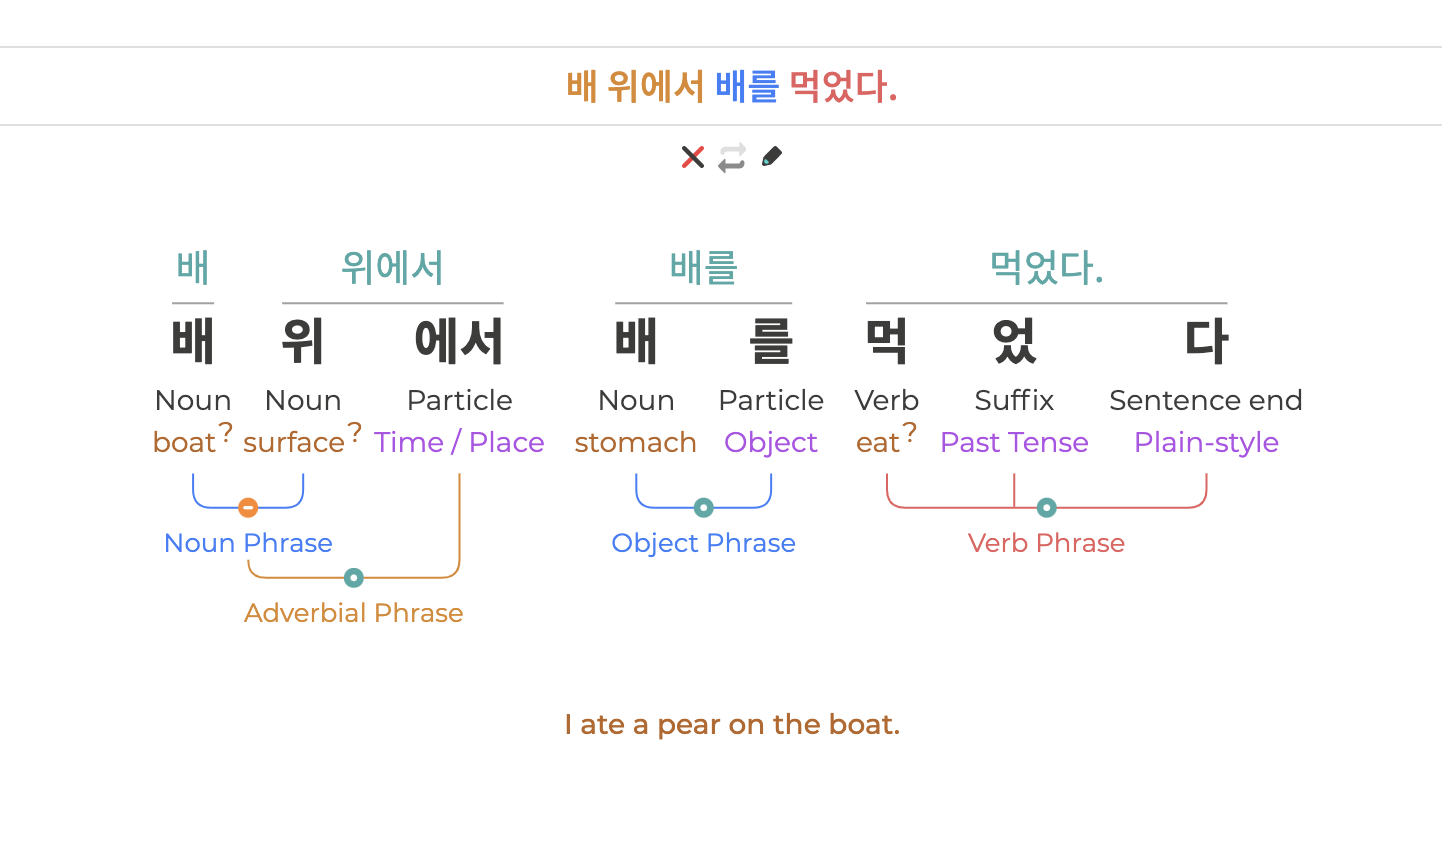 배 위에서 배를 먹었다.
배 위에서 배를 먹었다.
배 위 에서 배 를 먹 었 다
Noun Noun Particle Noun Particle Verb Suffix Sentence end
boat? surface? Time / Place stomach Object eat? Past Tense Plain-style
Noun Phrase Object Phrase Verb Phrase
Adverbial Phrase
I ate a pear on the boat.